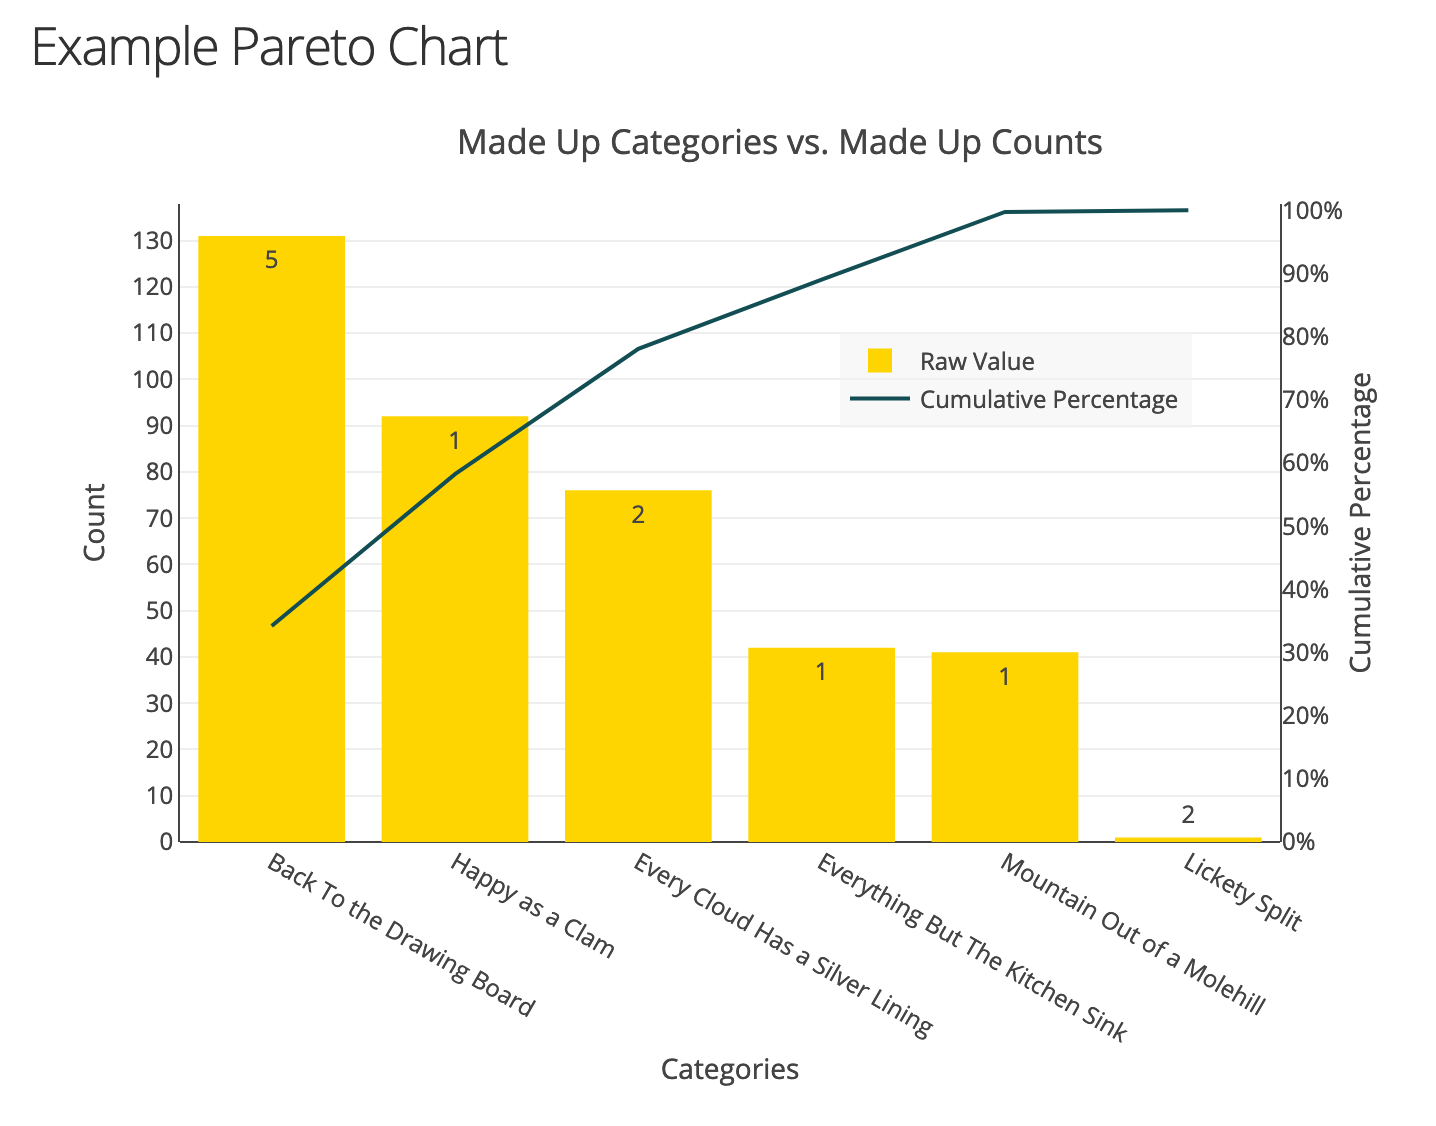 Example Pareto Chart
Made Up Categories vs. Made Up Counts
130
120
110
100
90
80
70
60
50
40
30
20
10
0
Count
5
1
2
1
1
2
Raw Value
Cumulative Percentage
100%
90%
80%
70%
60%
50%
40%
30%
20%
10%
0%
Cumulative Percentage
Back To the Drawing Board
Happy as a Clam
Every Cloud Has a Silver Lining
Everything But The Kitchen Sink
Mountain Out of a Molehill
Lickety Split
Categories